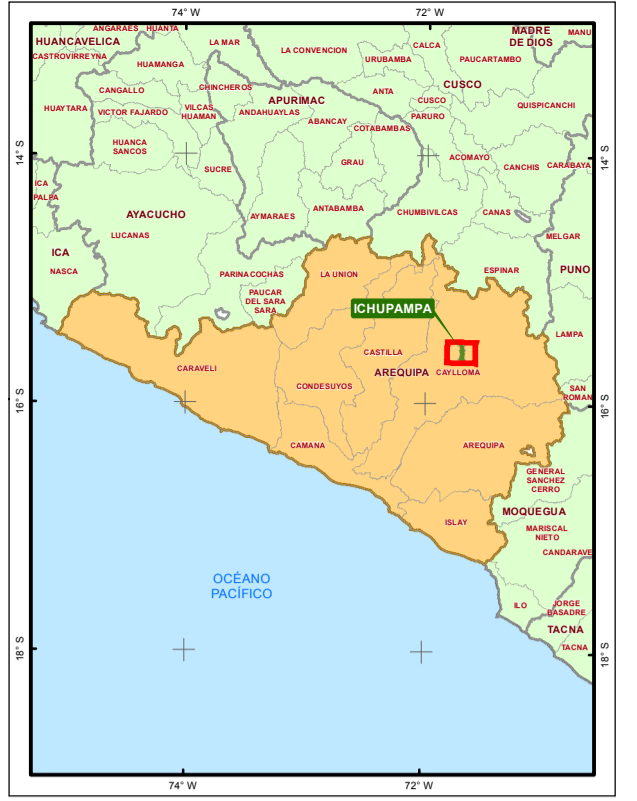 74° W
72° W
ANGARAES
HUANTA
MADRE
DE DIOS
MANU
HUANCAVELICA
LA MAR
LA CONVENCION
CALCA
CASTROVIRREYNA
HUAMANGA
URUBAMBA
PAUCARTAMBO
CANGALLO
CHINCHEROS
ANTA
CUSCO
APURIMAC
HUAYTARA
VICTOR FAJARDO
VILCAS
HUAMAN
ANDAHUAYLAS
ABANCAY
CUSCO
QUISPICANCHI
PARURO
COTABAMBAS
HUANCA
SANCOS
14° S
SUCRE
GRAU
ACOMAYO
CANCHIS
CARABAYA
14° S
ICA
PALPA
AYACUCHO
AYMARAES
ANTABAMBA
CHUMBIVILCAS
CANAS
LUCANAS
MELGAR
ICA
NASCA
PARINACOCHAS
LA UNION
ESPINAR
PUNO
PAUCAR
DEL SARA
SARA
ICHUPAMPA
LAMPA
CASTILLA
CARAVELI
AREQUIPA
CAYLLOMA
CONDESUYOS
SAN
ROMAN
16° S
16° S
CAMANA
AREQUIPA
GENERAL
SANCHEZ
CERRO
MOQUEGUA
ISLAY
MARISCAL
NIETO
CANDARAVE
OCÉANO
PACÍFICO
ILO
JORGE
BASADRE
TACNA
TACNA
18° S
18° S
74° W
72° W